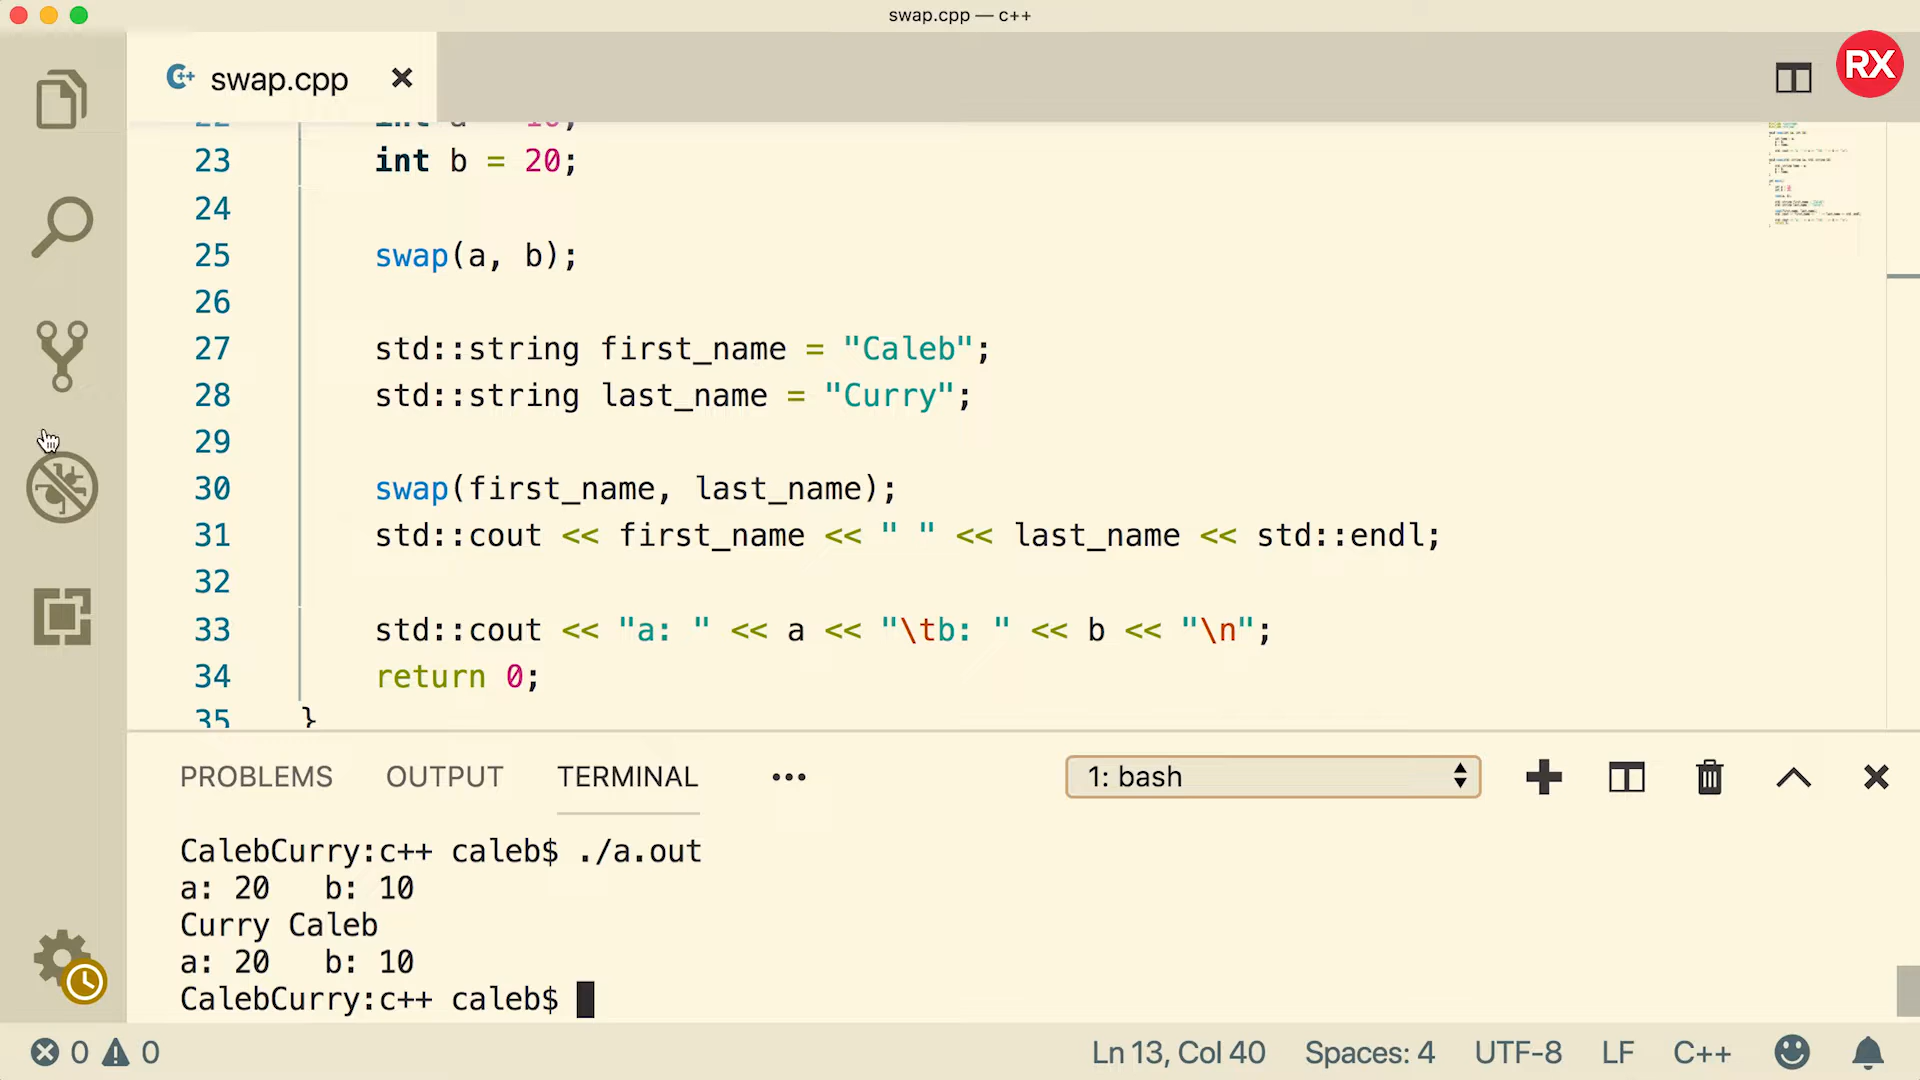 swap.cpp — c++
swap.cpp
RX
22 int a = 10;
23 int b = 20;
24
25 swap(a, b);
26
27 std::string first_name = "Caleb";
28 std::string last_name = "Curry";
29
30 swap(first_name, last_name);
31 std::cout << first_name << " " << last_name << std::endl;
32
33 std::cout << "a: " << a << "\tb: " << b << "\n";
34 return 0;
35 }
PROBLEMS OUTPUT TERMINAL ••• 1: bash
CalebCurry:c++ caleb$ ./a.out
a: 20 b: 10
Curry Caleb
a: 20 b: 10
CalebCurry:c++ caleb$
0 0 Ln 13, Col 40 Spaces: 4 UTF-8 LF C++